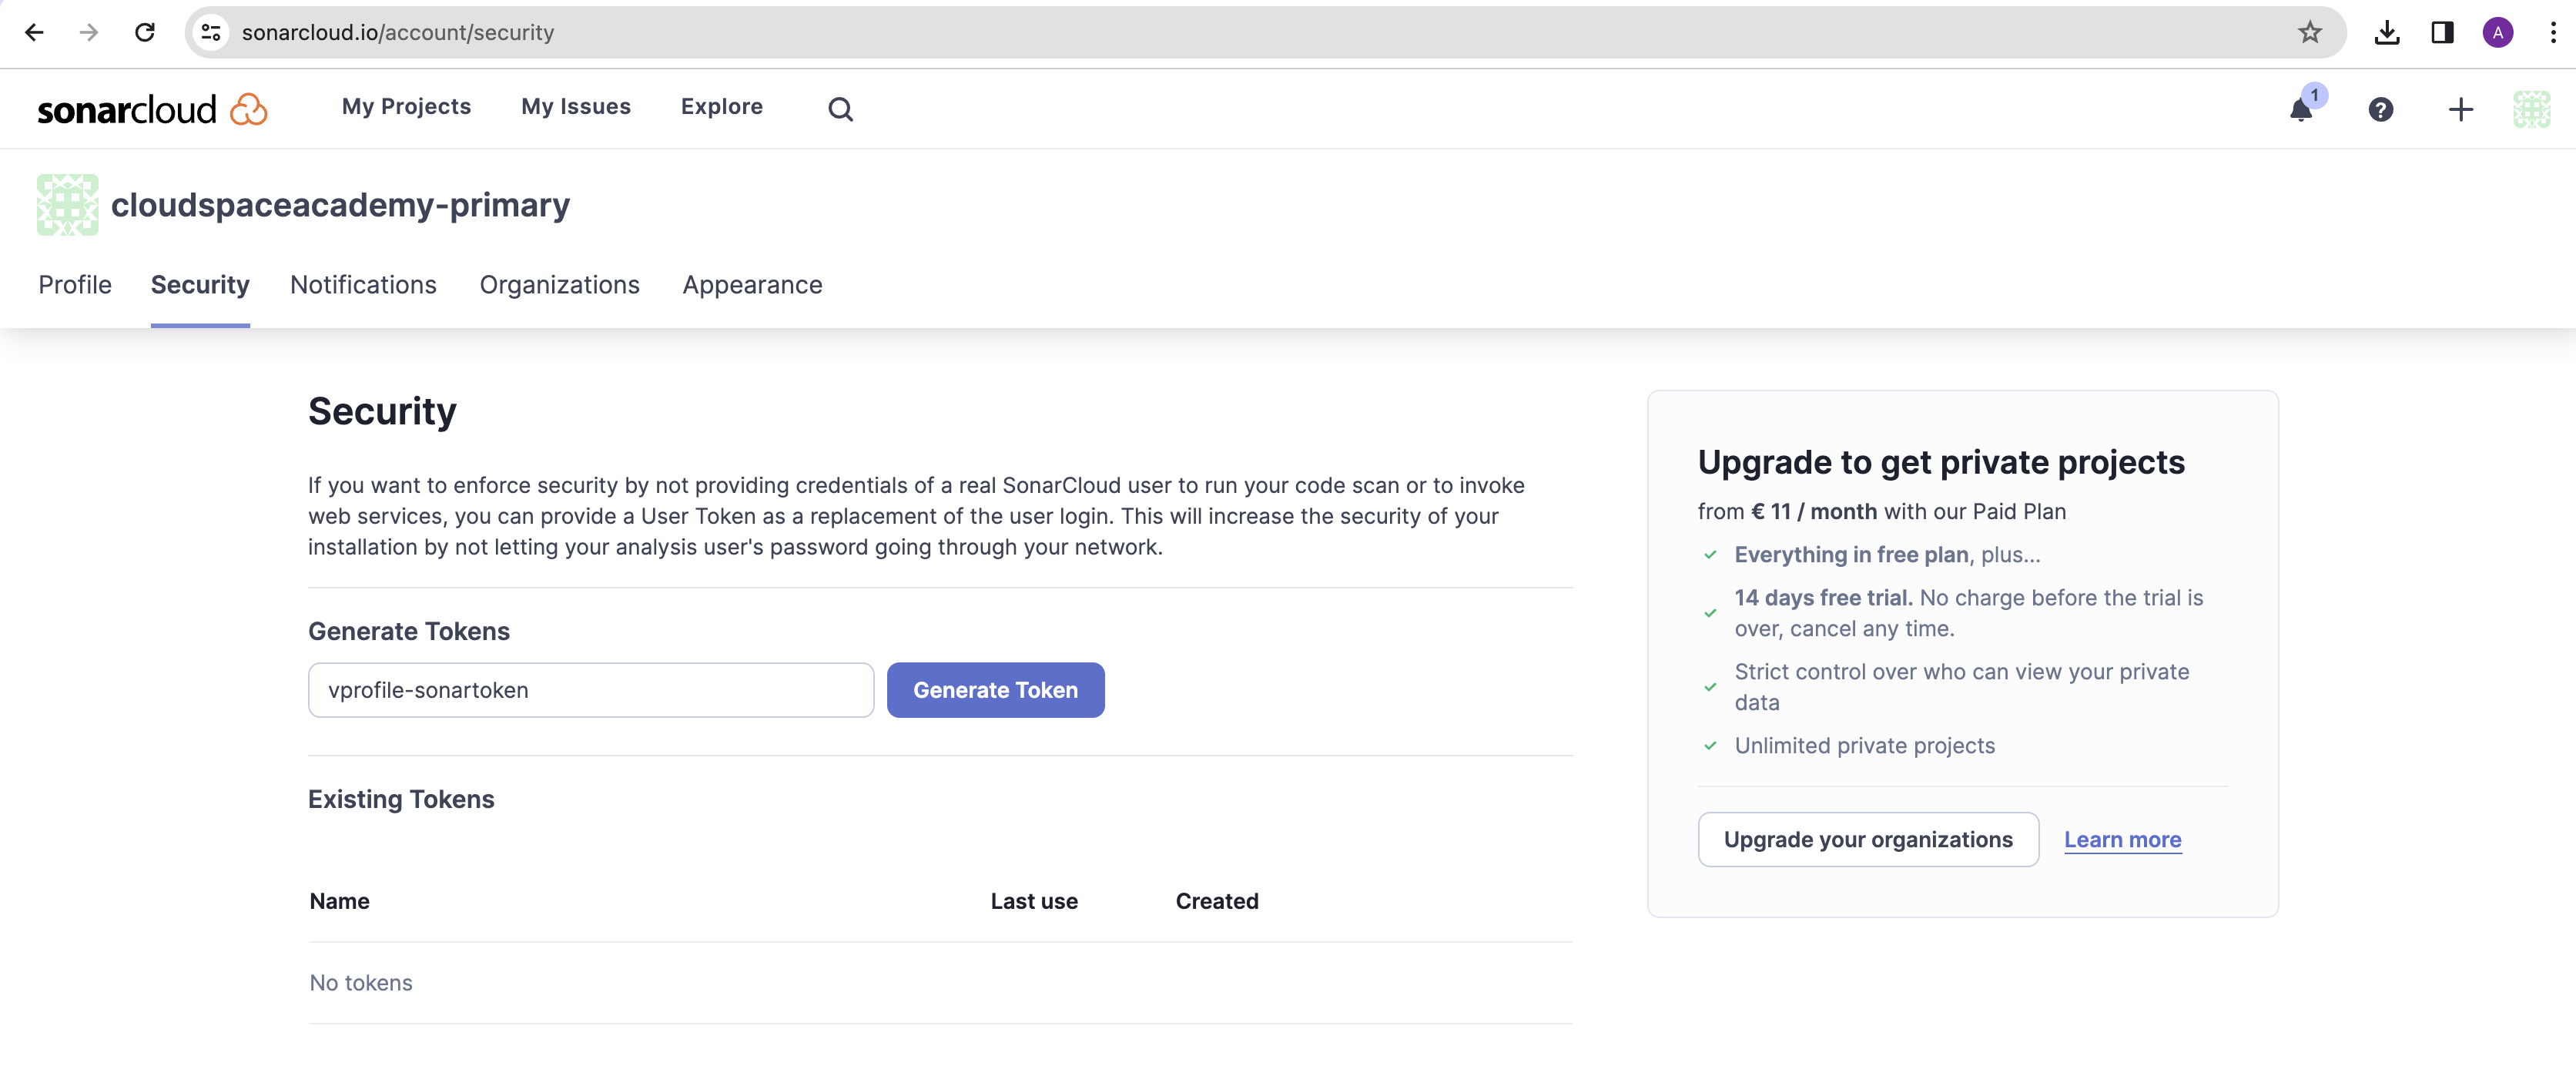 sonarcloud.io/account/security
A
sonarcloud
My Projects
My Issues
Explore
1
?
cloudspaceacademy-primary
Profile
Security
Notifications
Organizations
Appearance
Security
If you want to enforce security by not providing credentials of a real SonarCloud user to run your code scan or to invoke
web services, you can provide a User Token as a replacement of the user login. This will increase the security of your
installation by not letting your analysis user's password going through your network.
Generate Tokens
vprofile-sonartoken
Generate Token
Existing Tokens
Name
Last use
Created
No tokens
Upgrade to get private projects
from € 11 / month with our Paid Plan
Everything in free plan, plus...
14 days free trial. No charge before the trial is
over, cancel any time.
Strict control over who can view your private
data
Unlimited private projects
Upgrade your organizations
Learn more